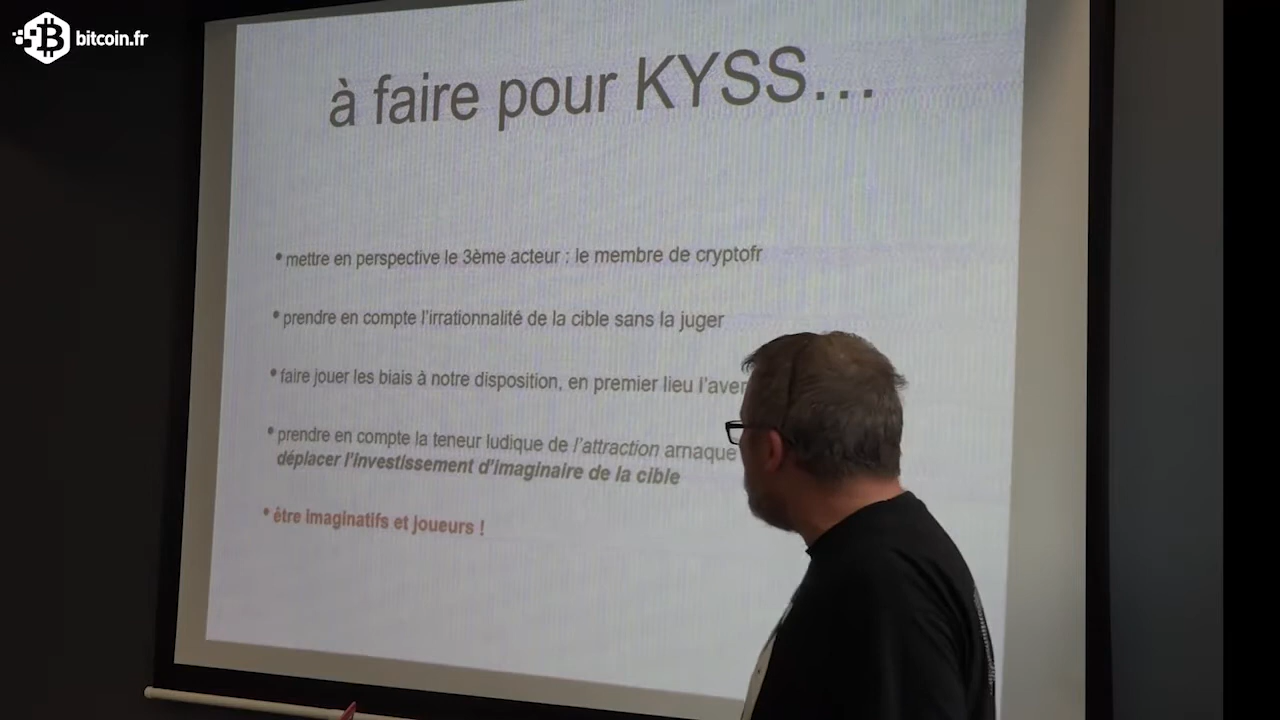 bitcoin.fr
à faire pour KYSS…
• mettre en perspective le 3ème acteur : le membre de cryptofr
• prendre en compte l’irrationnalité de la cible sans la juger
• faire jouer les biais à notre disposition, en premier lieu
• prendre en compte la teneur ludique de l’attraction arnaque
déplacer l’investissement d’imaginaire de la cible
• être imaginatifs et joueurs !